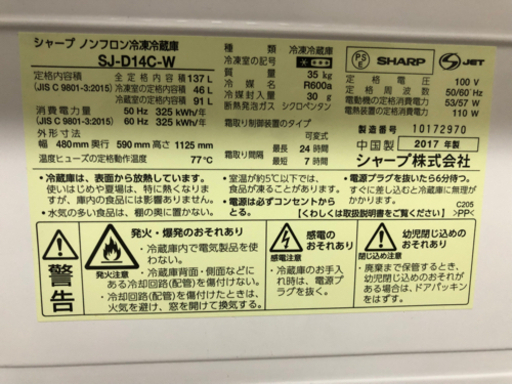 シャープ ノンフロン冷凍冷蔵庫
SJ-D14C-W
定格内容積 全定格内容積 137 L
(JIS C 9801-3:2015) 冷凍室の定格内容積 46 L
冷蔵室の定格内容積 91 L
消費電力量 50 Hz 325 kWh/年
(JIS C 9801-3:2015) 60 Hz 325 kWh/年
外形寸法
幅 480mm 奥行 590mm 高さ 1125 mm
温度ヒューズの定格動作温度 77℃
種類 冷凍冷蔵庫
冷凍室の記号
質量 35 kg
冷媒 R600a
冷媒封入量 30 g
断熱発泡ガス シクロペンタン
霜取り制御装置のタイプ
可変式
霜取り間隔 最長 24 時間
最短 7 時間
PSE SHARP S JET
定格電圧 100 V
定格周波数 50/60 Hz
電動機の定格消費電力 53/57 W
電熱装置の定格消費電力 110 W
製造番号 10172970
中国製 2017 年製
シャープ株式会社
•冷蔵庫は、表面から放熱しています。
使いはじめや夏場は、特に熱く感じますが、異常ではありません。
•水気の多い食品は、棚の奥に置かない。
•室温が約5℃以下では、食品が凍ることがあります。
•電源は必ずコンセントからとる。
•電源プラグを抜いたら6分待つ。
すぐに差し込むと冷蔵庫に無理がかかります。
【くわしくは取扱説明書をご覧ください】
C205
>PP<
警告
発火・爆発のおそれあり
発火注意
•冷蔵庫内で電気製品を使わない。
•冷蔵庫背面・側面などにある冷却回路(配管)を傷付けない。
•冷却回路(配管)を傷付けたときは、火気を避け、窓を開けて換気する。
感電のおそれあり
感電注意
冷蔵庫のお手入れ時は、電源プラグを抜く。
幼児閉じ込めのおそれあり
閉じ込め注意
•廃棄まで保管するとき、幼児閉じ込めのおそれがある場合は、ドアパッキンをはずす。